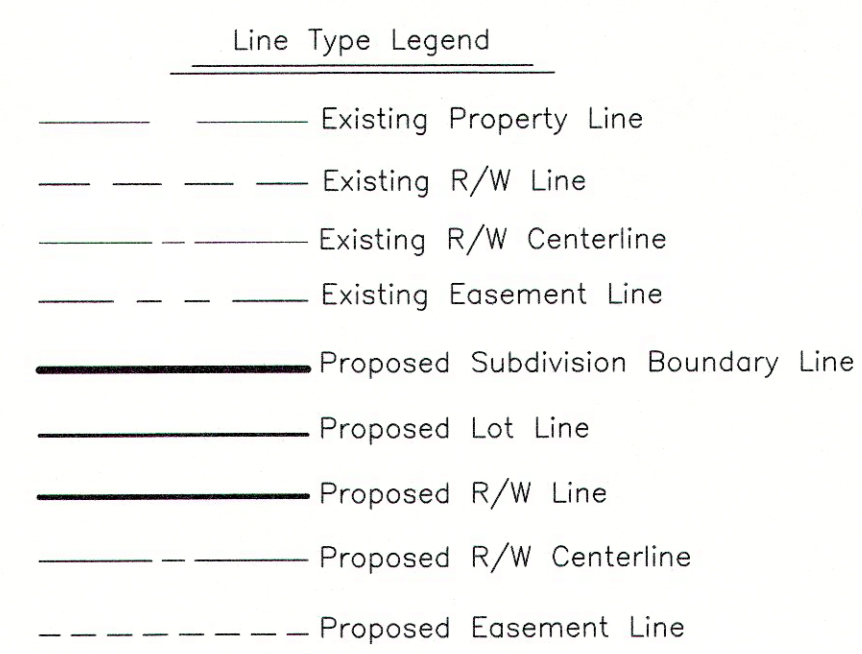 Line Type Legend
Existing Property Line
Existing R/W Line
Existing R/W Centerline
Existing Easement Line
Proposed Subdivision Boundary Line
Proposed Lot Line
Proposed R/W Line
Proposed R/W Centerline
Proposed Easement Line